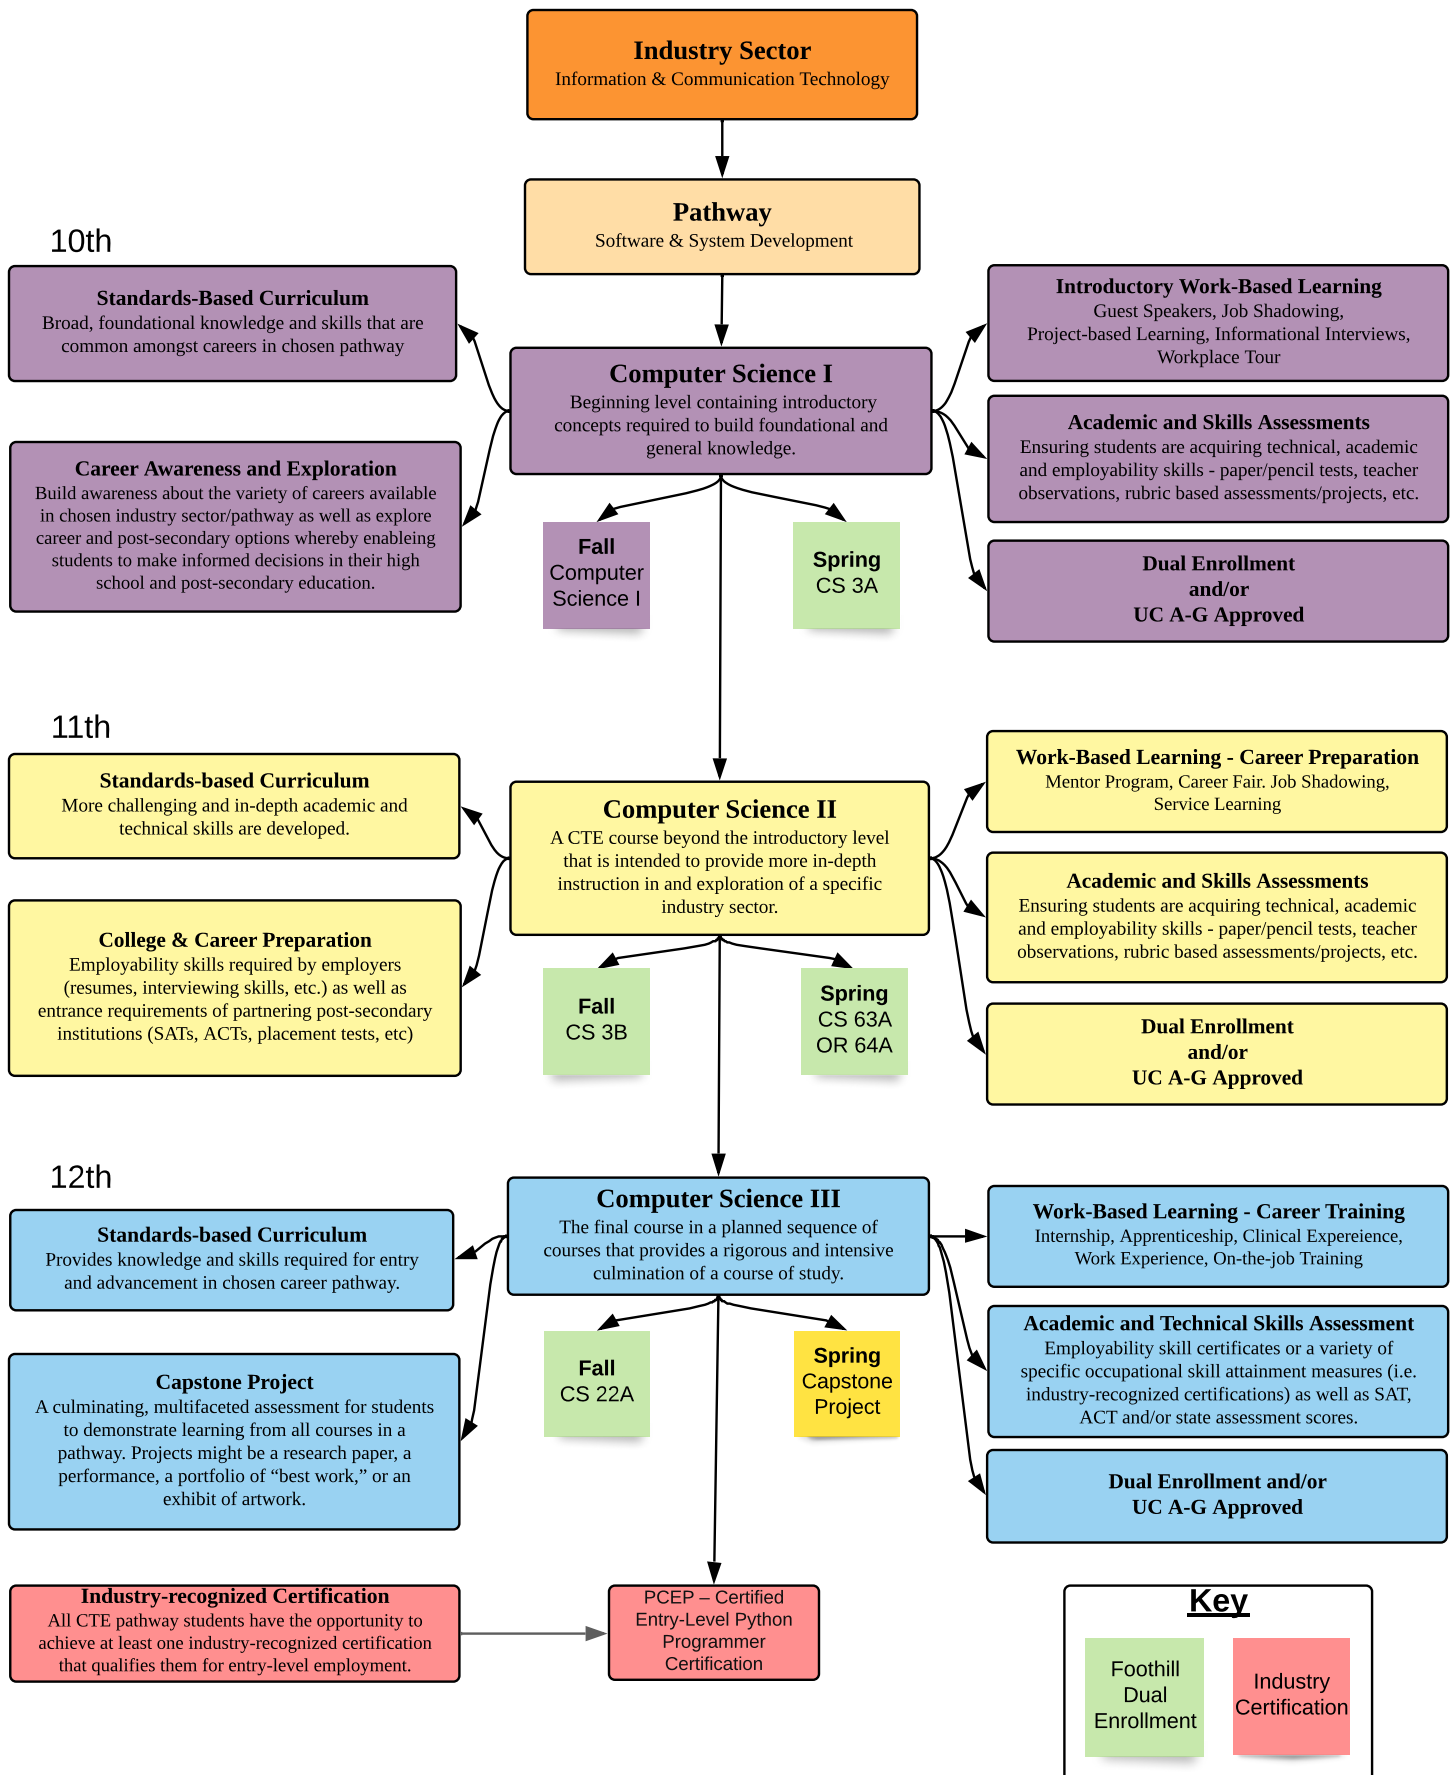 Industry Sector
Information & Communication Technology
Pathway
Software & System Development
10th
Standards-Based Curriculum
Broad, foundational knowledge and skills that are
common amongst careers in chosen pathway
Introductory Work-Based Learning
Guest Speakers, Job Shadowing,
Project-based Learning, Informational Interviews,
Workplace Tour
Computer Science I
Beginning level containing introductory
concepts required to build foundational and
general knowledge.
Academic and Skills Assessments
Ensuring students are acquiring technical, academic
and employability skills - paper/pencil tests, teacher
observations, rubric based assessments/projects, etc.
Career Awareness and Exploration
Build awareness about the variety of careers available
in chosen industry sector/pathway as well as explore
career and post-secondary options whereby enableing
students to make informed decisions in their high
school and post-secondary education.
Fall
Computer
Science I
Spring
CS 3A
Dual Enrollment
and/or
UC A-G Approved
11th
Standards-based Curriculum
More challenging and in-depth academic and
technical skills are developed.
Work-Based Learning - Career Preparation
Mentor Program, Career Fair. Job Shadowing,
Service Learning
Computer Science II
A CTE course beyond the introductory level
that is intended to provide more in-depth
instruction in and exploration of a specific
industry sector.
Academic and Skills Assessments
Ensuring students are acquiring technical, academic
and employability skills - paper/pencil tests, teacher
observations, rubric based assessments/projects, etc.
College & Career Preparation
Employability skills required by employers
(resumes, interviewing skills, etc.) as well as
entrance requirements of partnering post-secondary
institutions (SATs, ACTs, placement tests, etc)
Fall
CS 3B
Spring
CS 63A
OR 64A
Dual Enrollment
and/or
UC A-G Approved
12th
Standards-based Curriculum
Provides knowledge and skills required for entry
and advancement in chosen career pathway.
Computer Science III
The final course in a planned sequence of
courses that provides a rigorous and intensive
culmination of a course of study.
Work-Based Learning - Career Training
Internship, Apprenticeship, Clinical Expereience,
Work Experience, On-the-job Training
Academic and Technical Skills Assessment
Employability skill certificates or a variety of
specific occupational skill attainment measures (i.e.
industry-recognized certifications) as well as SAT,
ACT and/or state assessment scores.
Capstone Project
A culminating, multifaceted assessment for students
to demonstrate learning from all courses in a
pathway. Projects might be a research paper, a
performance, a portfolio of “best work,” or an
exhibit of artwork.
Fall
CS 22A
Spring
Capstone
Project
Dual Enrollment and/or
UC A-G Approved
Industry-recognized Certification
All CTE pathway students have the opportunity to
achieve at least one industry-recognized certification
that qualifies them for entry-level employment.
PCEP – Certified
Entry-Level Python
Programmer
Certification
Key
Foothill
Dual
Enrollment
Industry
Certification